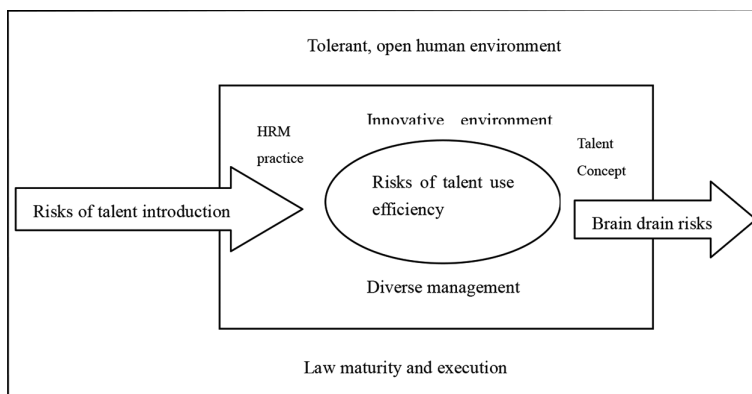 Tolerant, open human environment
HRM
practice
Innovative environment
Talent
Concept
Risks of talent introduction
Risks of talent use
efficiency
Brain drain risks
Diverse management
Law maturity and execution